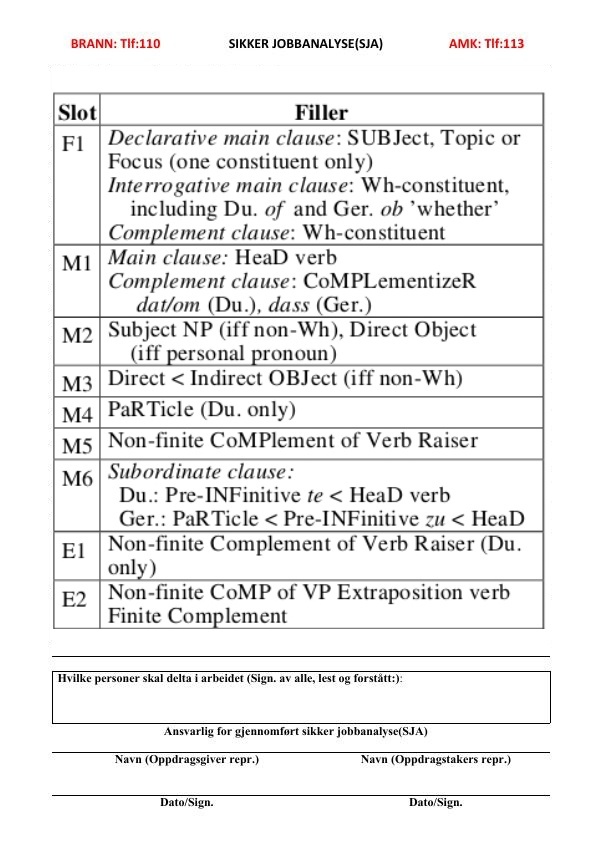 BRANN: Tlf:110 SIKKER JOBBANALYSE(SJA) AMK: Tlf:113
Slot Filler
F1 Declarative main clause: SUBJect, Topic or
Focus (one constituent only)
Interrogative main clause: Wh-constituent,
including Du. of and Ger. ob ’whether’
Complement clause: Wh-constituent
M1 Main clause: HeaD verb
Complement clause: CoMPLementizeR
dat/om (Du.), dass (Ger.)
M2 Subject NP (iff non-Wh), Direct Object
(iff personal pronoun)
M3 Direct < Indirect OBJect (iff non-Wh)
M4 PaRTicle (Du. only)
M5 Non-finite CoMPlement of Verb Raiser
M6 Subordinate clause:
Du.: Pre-INFinitive te < HeaD verb
Ger.: PaRTicle < Pre-INFinitive zu < HeaD
E1 Non-finite Complement of Verb Raiser (Du.
only)
E2 Non-finite CoMP of VP Extraposition verb
Finite Complement
Hvilke personer skal delta i arbeidet (Sign. av alle, lest og forstått:):
Ansvarlig for gjennomført sikker jobbanalyse(SJA)
Navn (Oppdragsgiver repr.) Navn (Oppdragstakers repr.)
Dato/Sign. Dato/Sign.